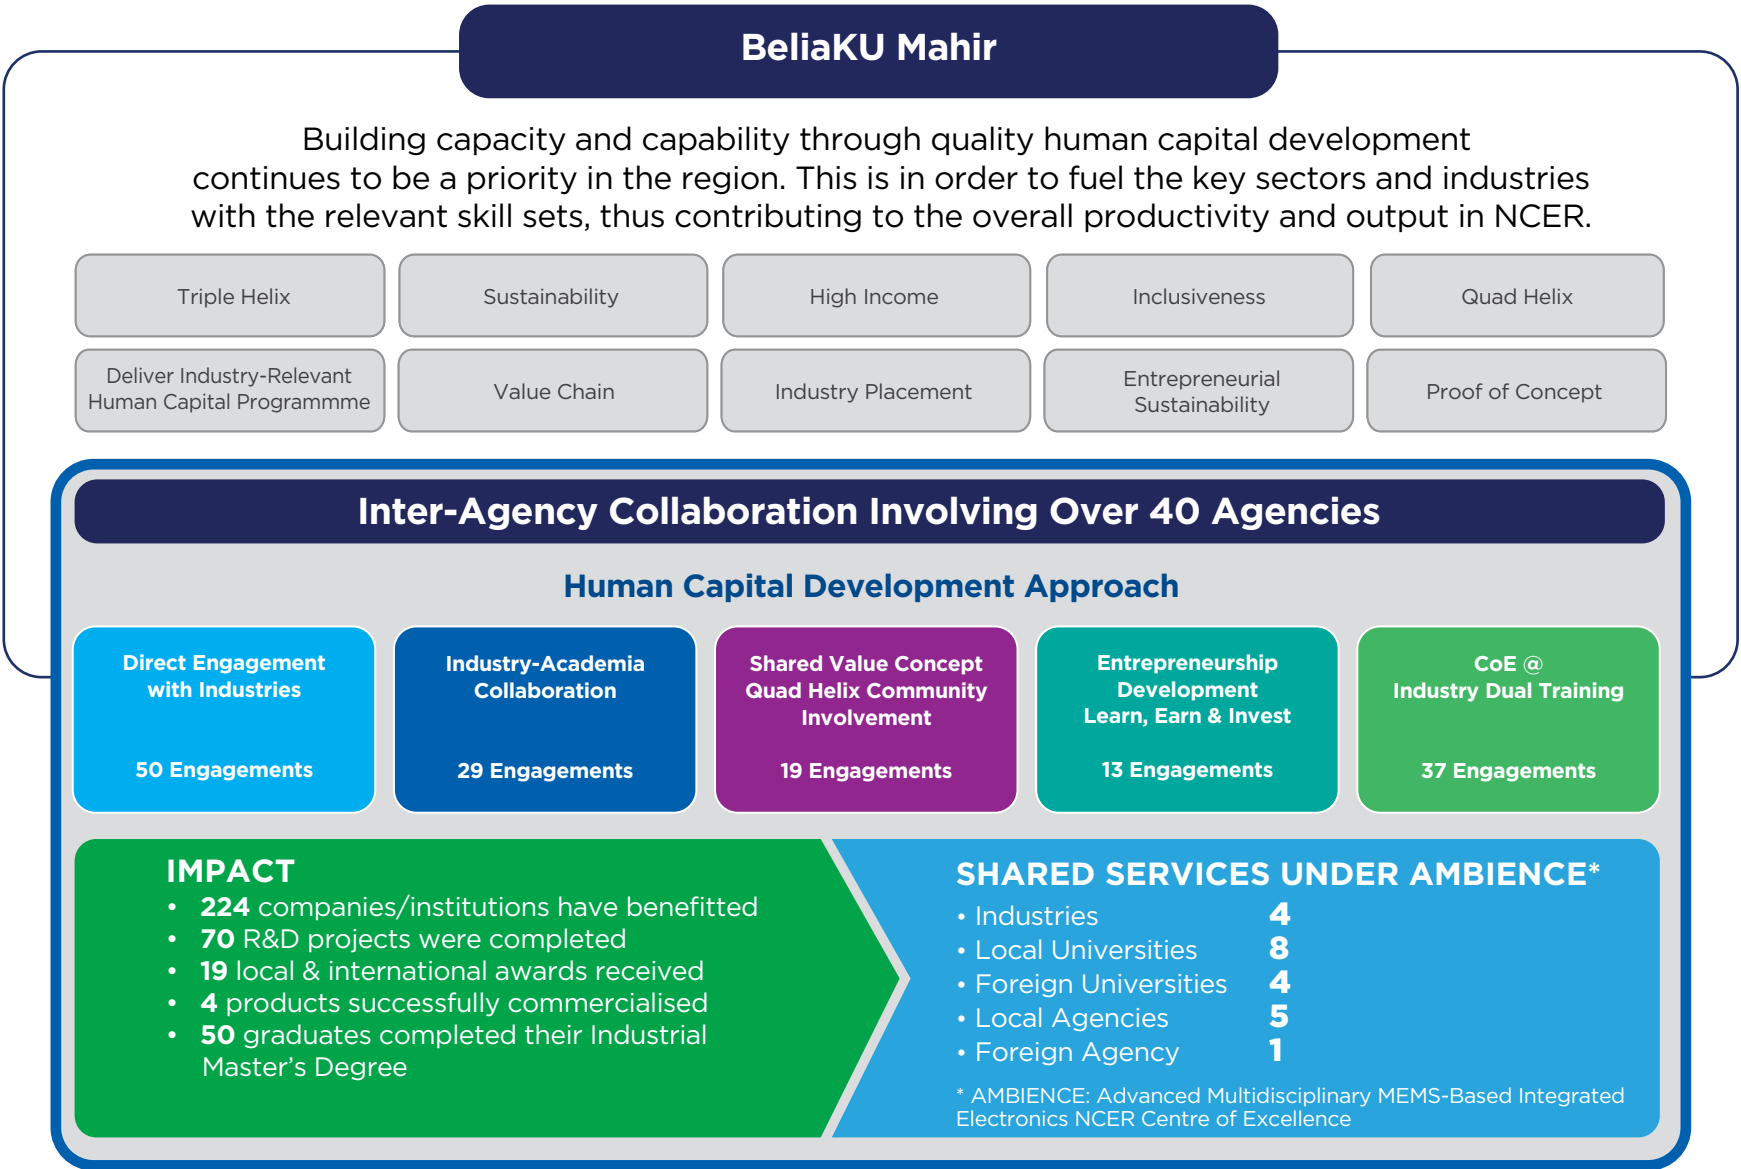 BeliaKU Mahir
Building capacity and capability through quality human capital development
continues to be a priority in the region. This is in order to fuel the key sectors and industries
with the relevant skill sets, thus contributing to the overall productivity and output in NCER.
Triple Helix
Sustainability
High Income
Inclusiveness
Quad Helix
Deliver Industry-Relevant
Human Capital Programmme
Value Chain
Industry Placement
Entrepreneurial
Sustainability
Proof of Concept
Inter-Agency Collaboration Involving Over 40 Agencies
Human Capital Development Approach
Direct Engagement
with Industries
50 Engagements
Industry-Academia
Collaboration
29 Engagements
Shared Value Concept
Quad Helix Community
Involvement
19 Engagements
Entrepreneurship
Development
Learn, Earn & Invest
13 Engagements
CoE @
Industry Dual Training
37 Engagements
IMPACT
• 224 companies/institutions have benefitted
• 70 R&D projects were completed
• 19 local & international awards received
• 4 products successfully commercialised
• 50 graduates completed their Industrial
Master's Degree
SHARED SERVICES UNDER AMBIENCE*
• Industries 4
• Local Universities 8
• Foreign Universities 4
• Local Agencies 5
• Foreign Agency 1
* AMBIENCE: Advanced Multidisciplinary MEMS-Based Integrated
Electronics NCER Centre of Excellence